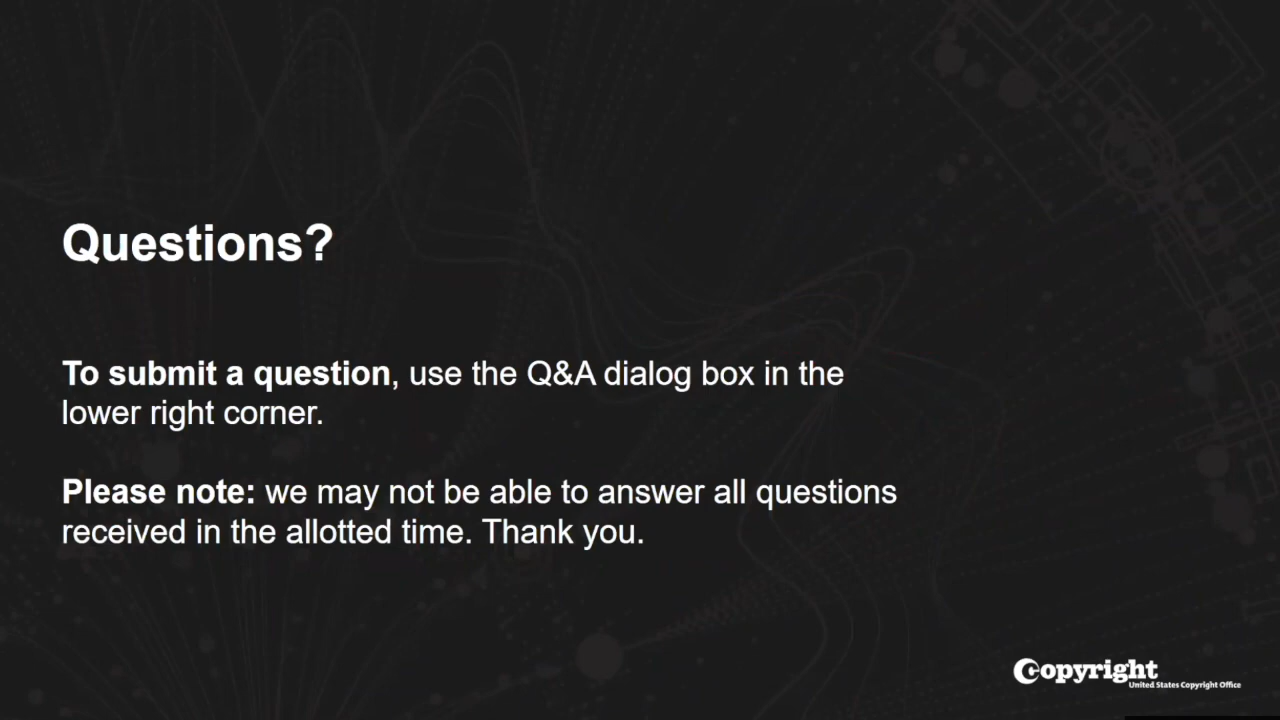 Questions?
To submit a question, use the Q&A dialog box in the
lower right corner.
Please note: we may not be able to answer all questions
received in the allotted time. Thank you.
Copyright
United States Copyright Office